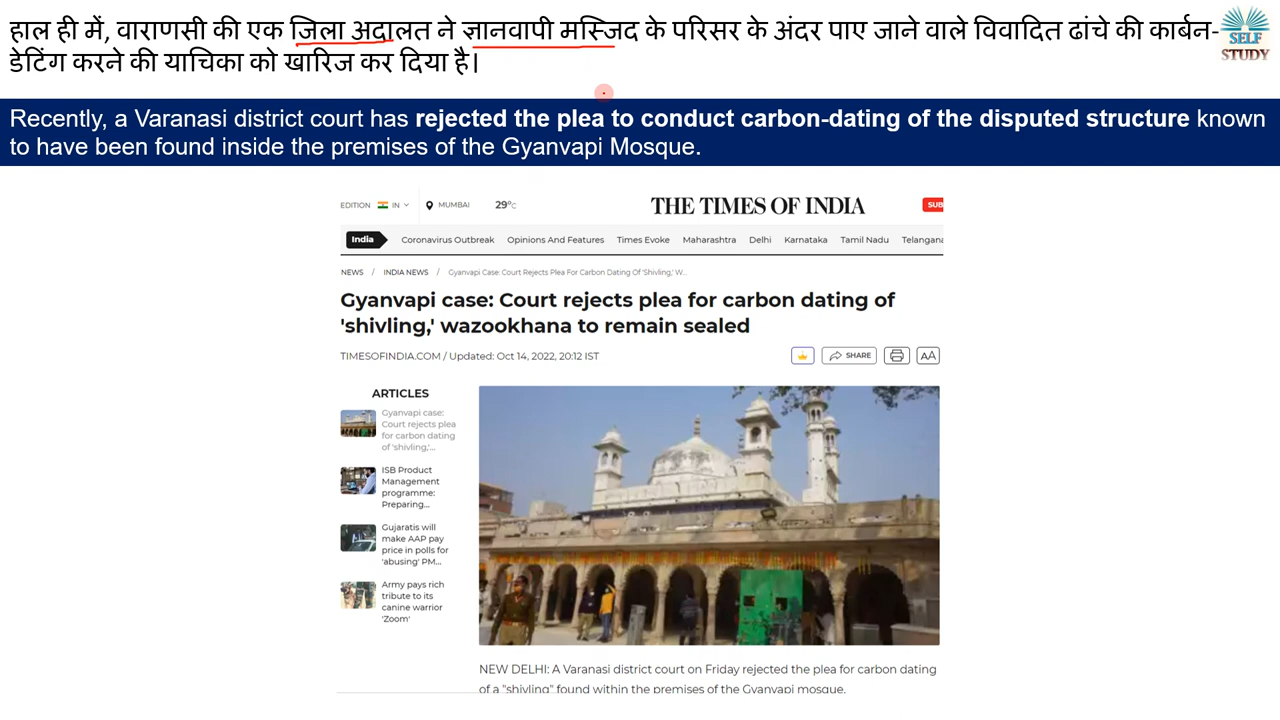 हाल ही में, वाराणसी की एक जिला अदालत ने ज्ञानवापी मस्जिद के परिसर के अंदर पाए जाने वाले विवादित ढांचे की कार्बन-
डेटिंग करने की याचिका को खारिज कर दिया है।
SELF
STUDY
Recently, a Varanasi district court has rejected the plea to conduct carbon-dating of the disputed structure known
to have been found inside the premises of the Gyanvapi Mosque.
EDITION IN MUMBAI 29°C THE TIMES OF INDIA SUB
India Coronavirus Outbreak Opinions And Features Times Evoke Maharashtra Delhi Karnataka Tamil Nadu Telangana
NEWS / INDIA NEWS / Gyanvapi Case: Court Rejects Plea For Carbon Dating Of 'Shivling,' W...
Gyanvapi case: Court rejects plea for carbon dating of
'shivling,' wazookhana to remain sealed
TIMESOFINDIA.COM / Updated: Oct 14, 2022, 20:12 IST SHARE AA
ARTICLES
Gyanvapi case:
Court rejects plea
for carbon dating
of 'shivling,'...
ISB Product
Management
programme:
Preparing...
Gujaratis will
make AAP pay
price in polls for
'abusing' PM...
Army pays rich
tribute to its
canine warrior
'Zoom'
NEW DELHI: A Varanasi district court on Friday rejected the plea for carbon dating
of a "shivling" found within the premises of the Gyanvapi mosque.